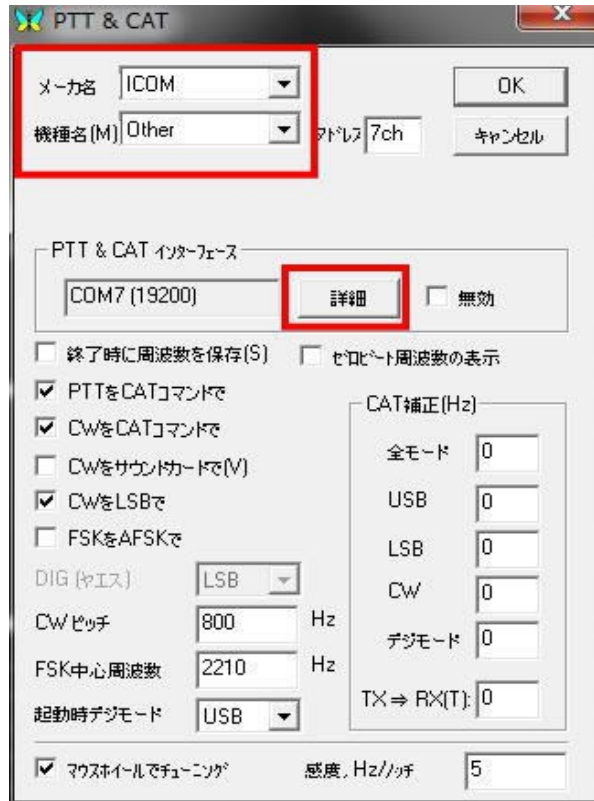 PTT & CAT
メーカ名 ICOM OK
機種名(M) Other アドレス 7ch キャンセル
PTT & CAT インターフェース
COM7 (19200) 詳細 無効
終了時に周波数を保存(S) ゼロビート周波数の表示
PTTをCATコマンドで
CAT補正(Hz)
CWをCATコマンドで
全モード 0
CWをサウンドカードで(V)
USB 0
CWをLSBで
FSKをAFSKで
LSB 0
DIG (ヤエス) LSB
CW 0
CWピッチ 800 Hz
デジモード 0
FSK中心周波数 2210 Hz
TX⇒RX(T): 0
起動時デジモード USB
マウスホイールでチューニング 感度, Hz/ノッチ 5